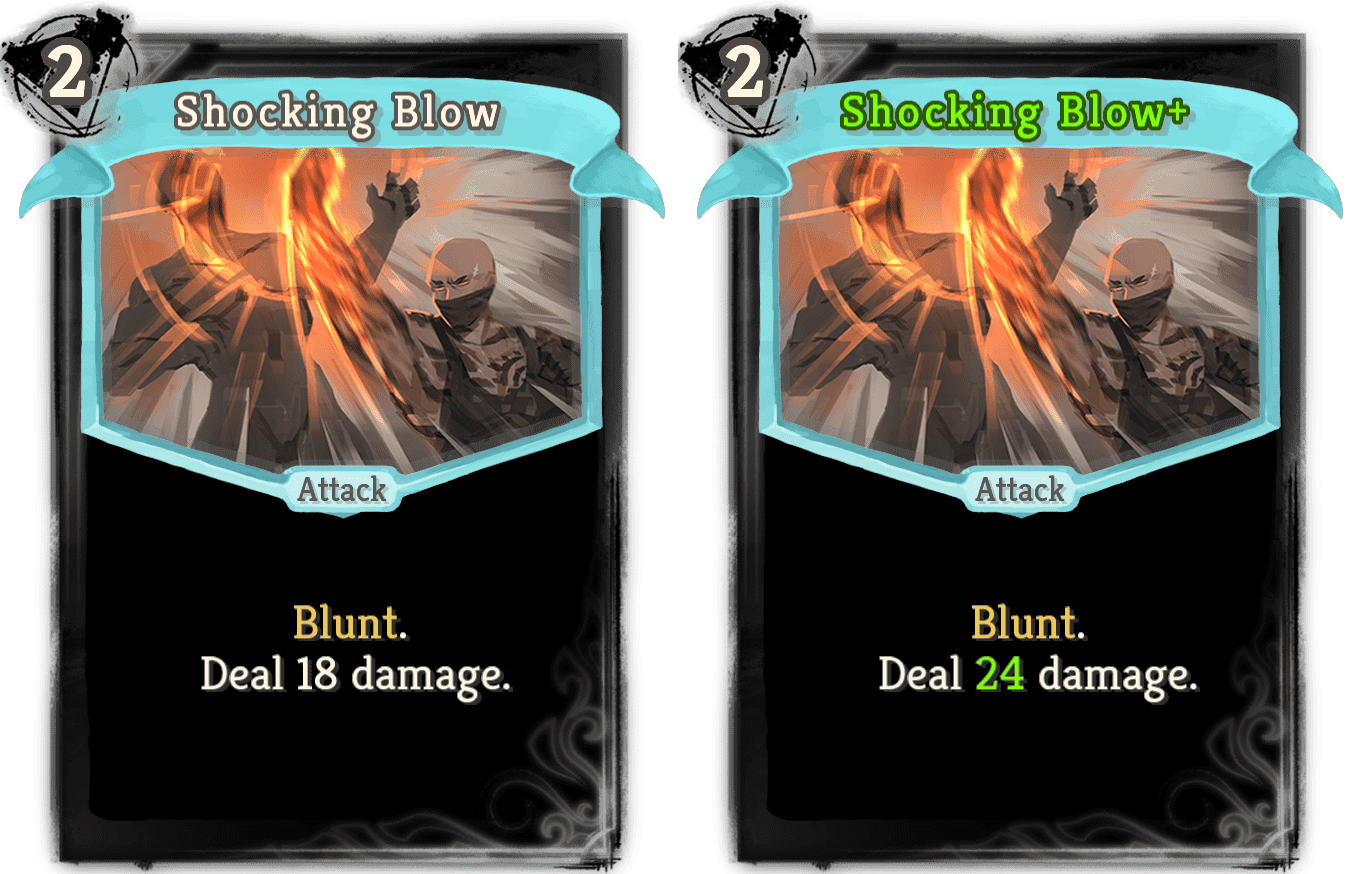 2
Shocking Blow
Attack
Blunt.
Deal 18 damage.
2
Shocking Blow+
Attack
Blunt.
Deal 24 damage.